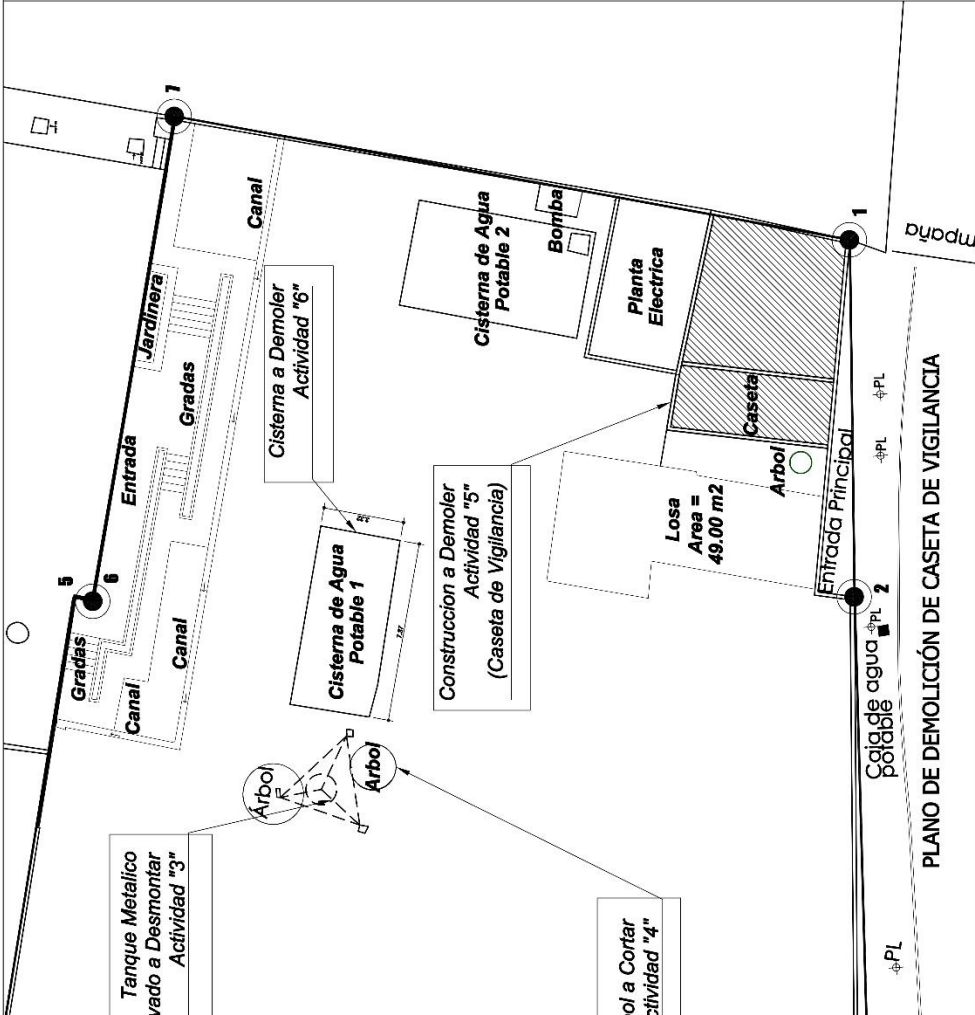 Tanque Metalico
vado a Desmontar
Actividad "3"
Gradas
Canal
Canal
5
6
Entrada
Gradas
Jardinera
Canal
7
Cisterna a Demoler
Actividad "6"
Arbol
Arbol
Cisterna de Agua
Potable 1
Cisterna de Agua
Potable 2
Bomba
Construccion a Demoler
Actividad "5"
(Caseta de Vigilancia)
Planta
Electrica
ol a Cortar
ctividad "4"
Losa
Area =
49.00 m2
Arbol
Caseta
Entrada Principal
1
2
Caja de agua
potable
PL
PL
PL
PL
mpaña
PLANO DE DEMOLICIÓN DE CASETA DE VIGILANCIA